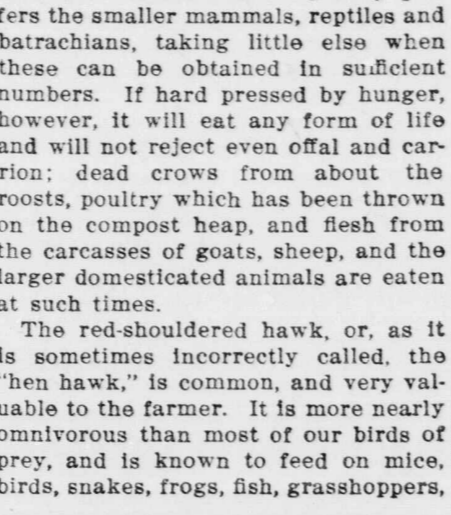 fers the smaller mammals, reptiles and
batrachians, taking little else when
these can be obtained in sufficient
numbers. If hard pressed by hunger,
however, it will eat any form of life
and will not reject even offal and car-
rion; dead crows from about the
roosts, poultry which has been thrown
on the compost heap, and flesh from
the carcasses of goats, sheep, and the
larger domesticated animals are eaten
at such times.
The red-shouldered hawk, or, as it
is sometimes incorrectly called, the
"hen hawk," is common, and very val-
uable to the farmer. It is more nearly
omnivorous than most of our birds of
prey, and is known to feed on mice,
birds, snakes, frogs, fish, grasshoppers,